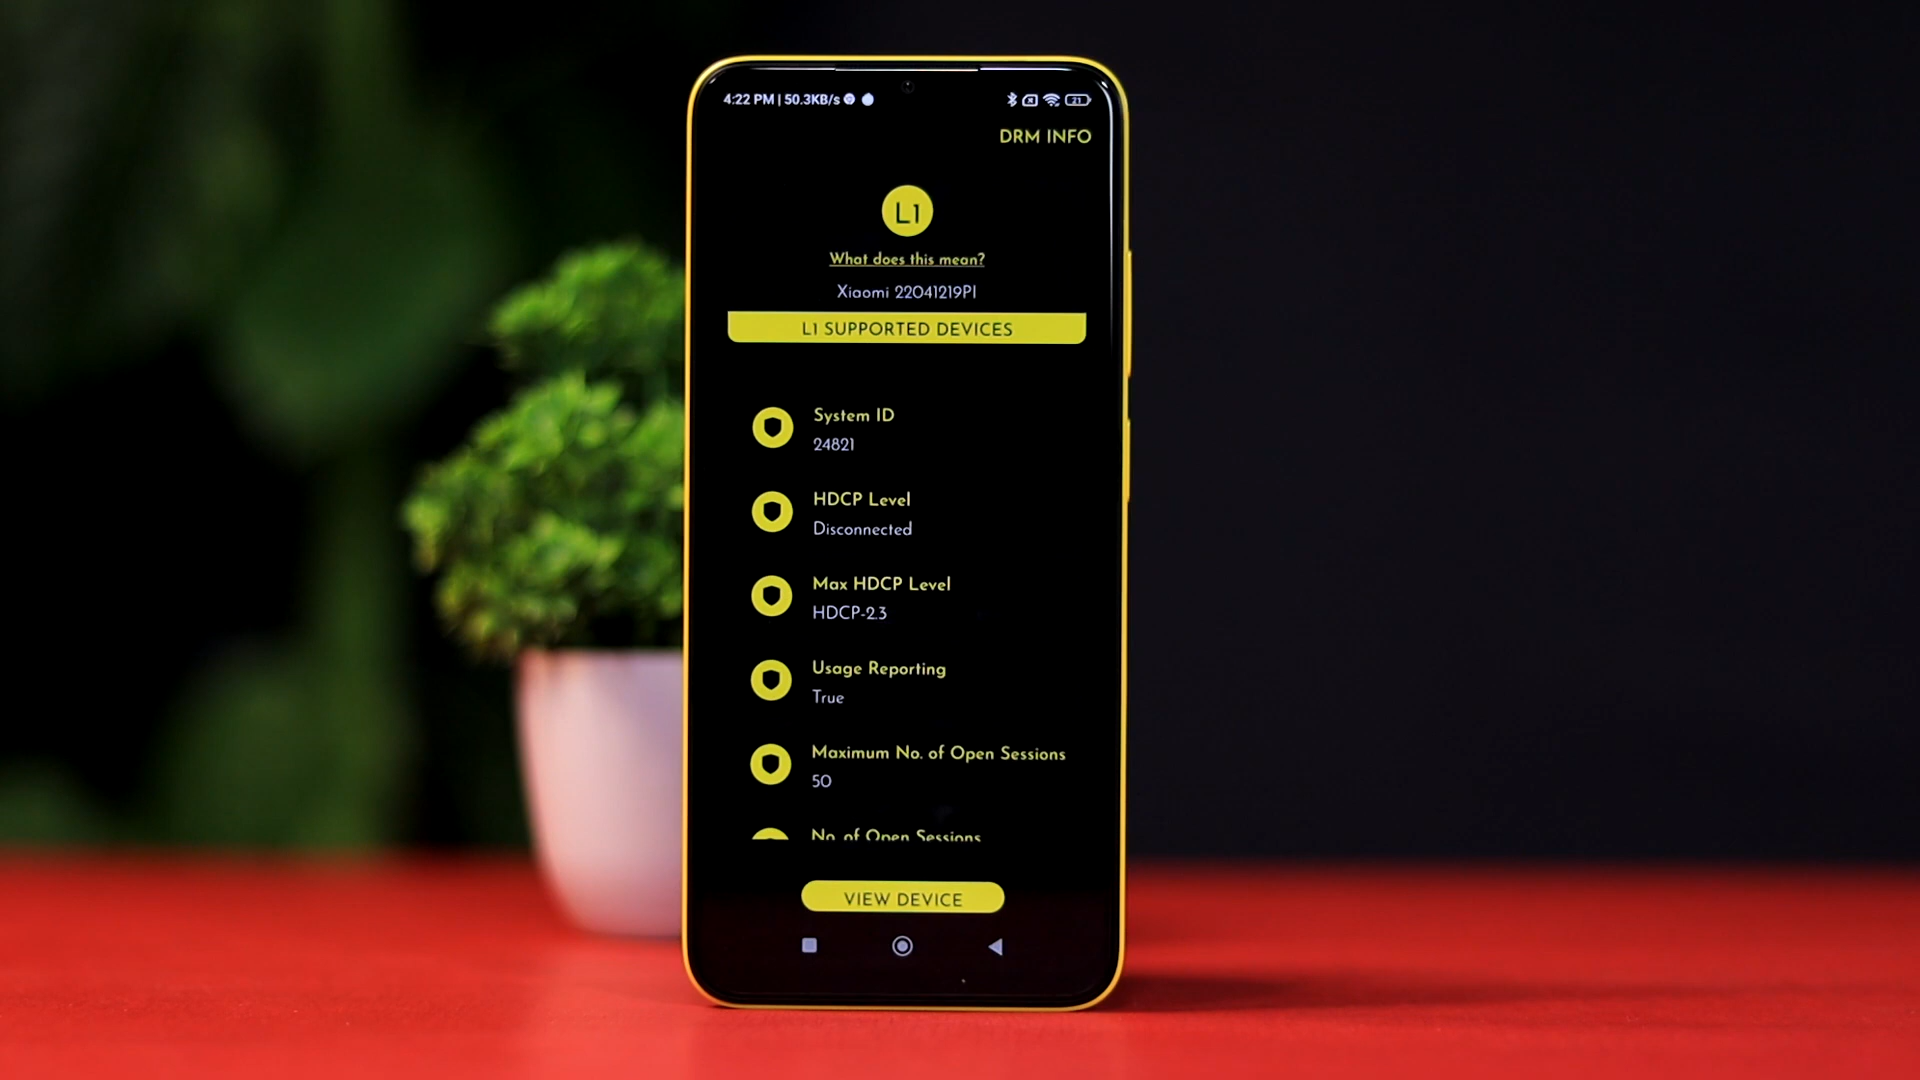 4:22 PM | 50.3KB/s
21
DRM INFO
L1
What does this mean?
Xiaomi 22041219PI
L1 SUPPORTED DEVICES
System ID
24821
HDCP Level
Disconnected
Max HDCP Level
HDCP-2.3
Usage Reporting
True
Maximum No. of Open Sessions
50
No. of Open Sessions
VIEW DEVICE